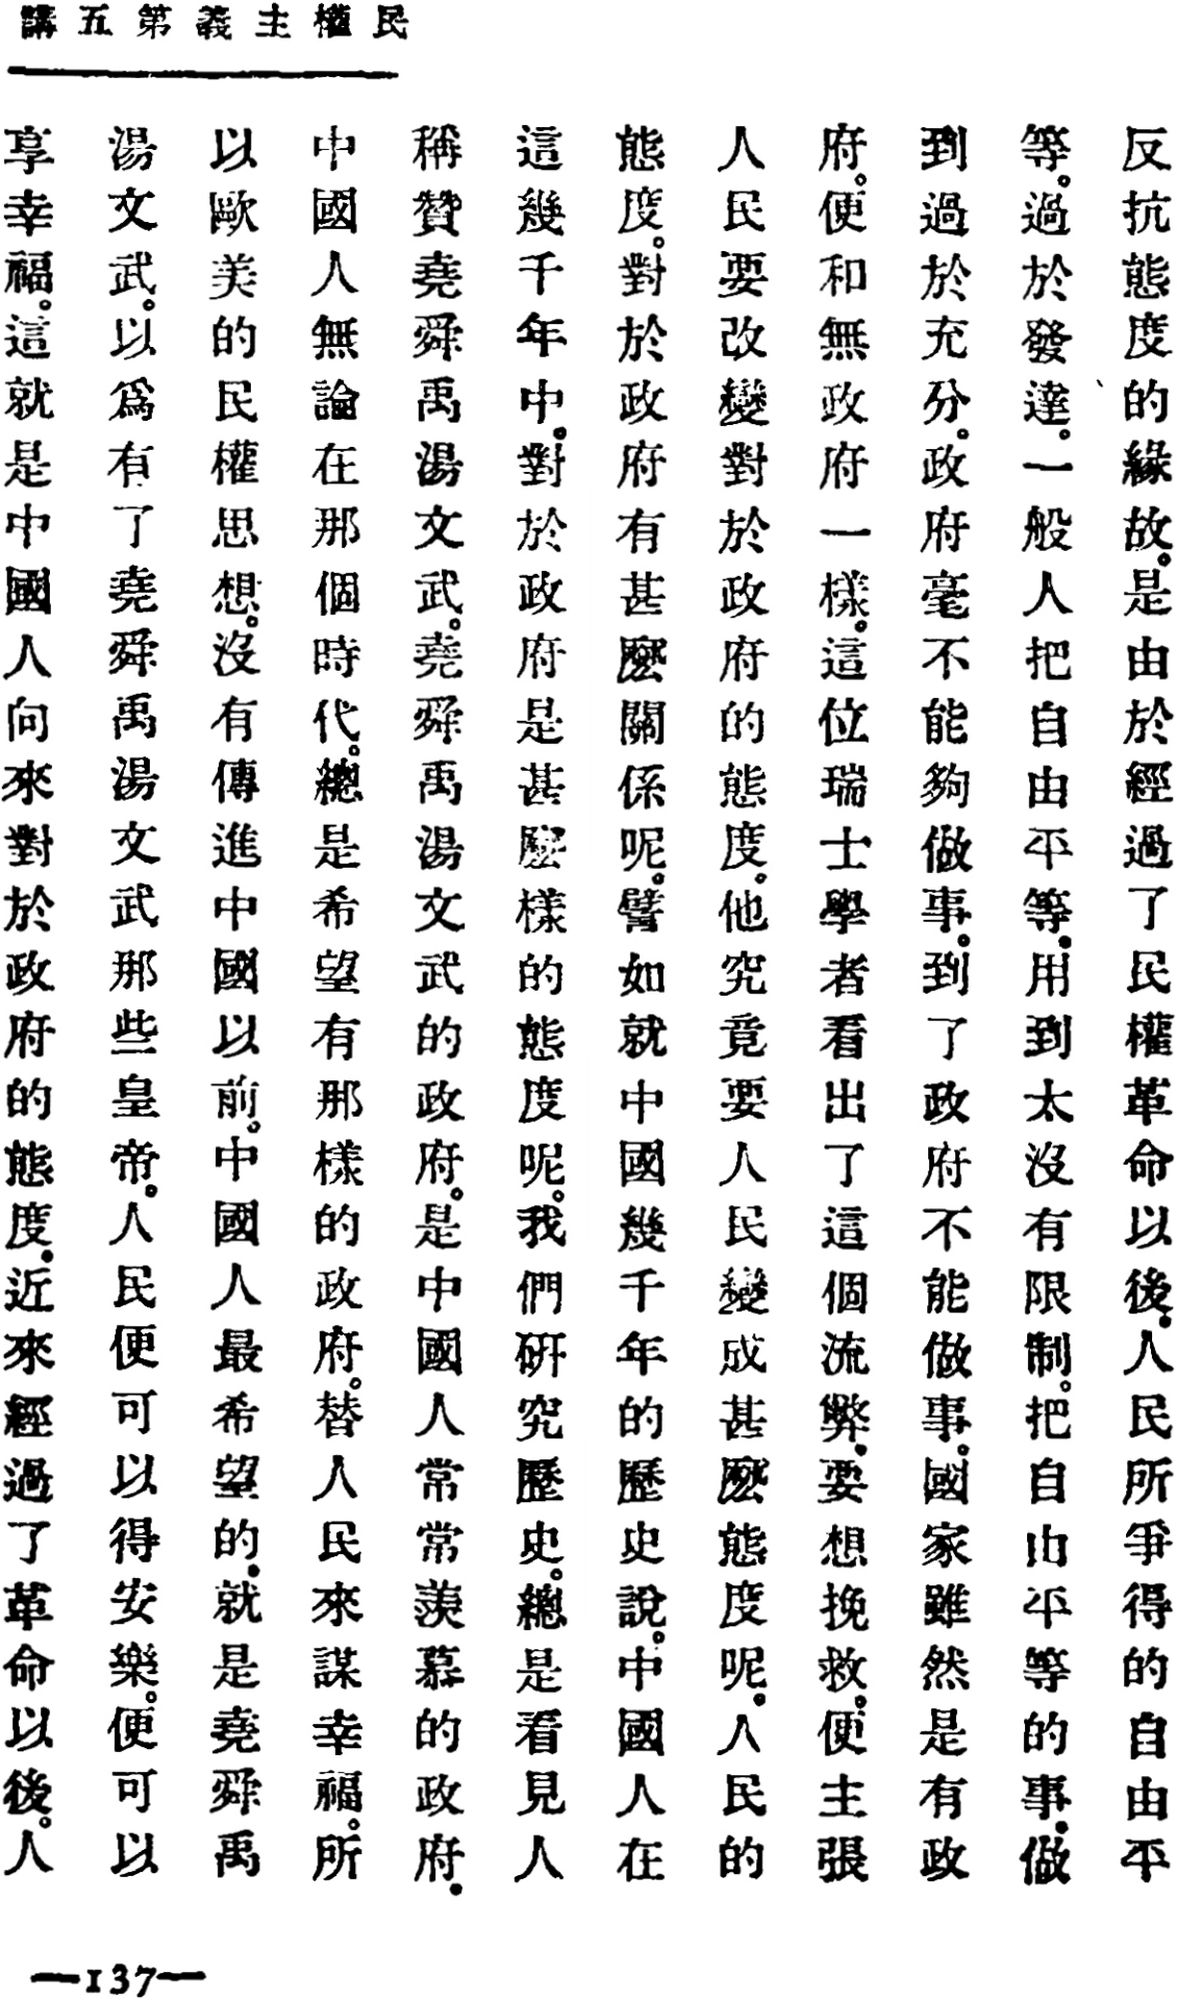 民權主義第五講
反抗態度的緣故。是由於經過了民權革命以後。人民所爭得的自由平
等。過於發達。一般人把自由平等。用到太沒有限制。把自由平等的事。做
到過於充分。政府毫不能夠做事。到了政府不能做事。國家雖然是有政
府。便和無政府一樣。這位瑞士學者看出了這個流弊。要想挽救。便主張
人民要改變對於政府的態度。他究竟要人民變成甚麼態度呢。人民的
態度。對於政府有甚麼關係呢。譬如就中國幾千年的歷史說。中國人在
這幾千年中。對於政府是甚麼樣的態度呢。我們研究歷史。總是看見人
稱贊堯舜禹湯文武。堯舜禹湯文武的政府。是中國人常常羨慕的政府。
中國人無論在那個時代。總是希望有那樣的政府。替人民來謀幸福。所
以歐美的民權思想。沒有傳進中國以前。中國人最希望的。就是堯舜禹
湯文武。以爲有了堯舜禹湯文武那些皇帝。人民便可以得安樂。便可以
享幸福。這就是中國人向來對於政府的態度。近來經過了革命以後。人
—137—